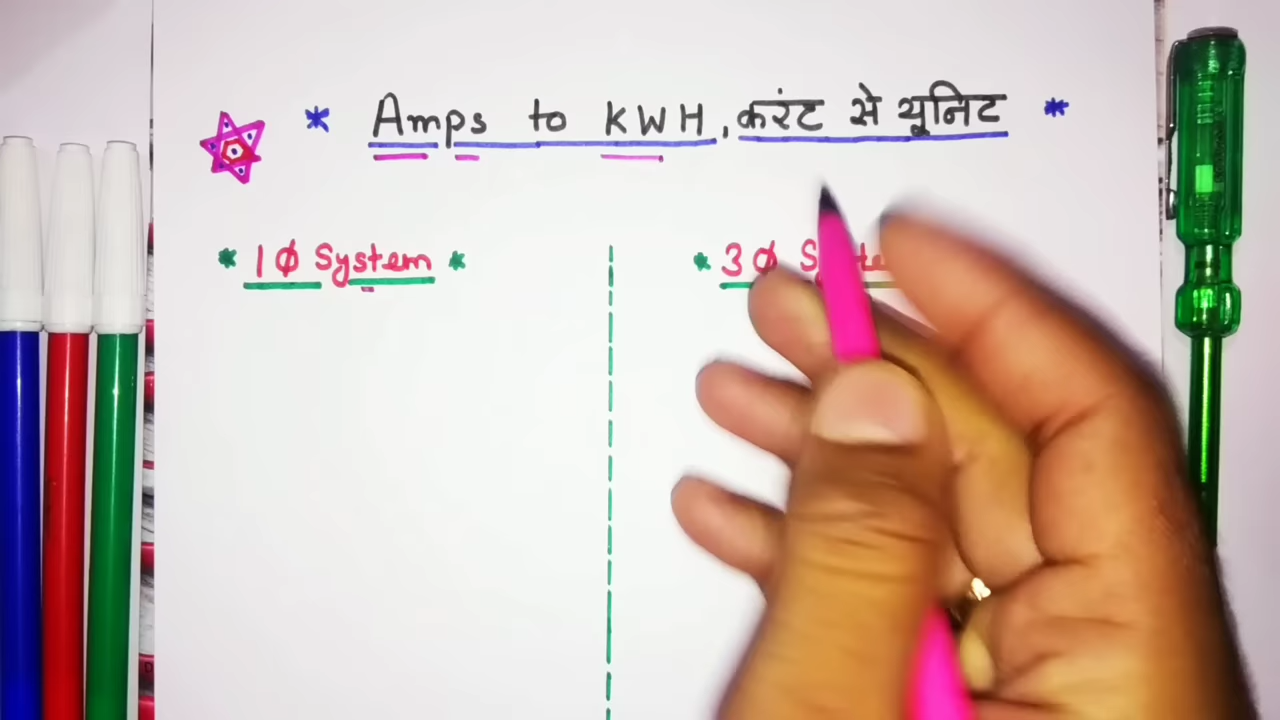 * Amps to KWH, करंट से यूनिट *
* 1Ø System *
* 3Ø